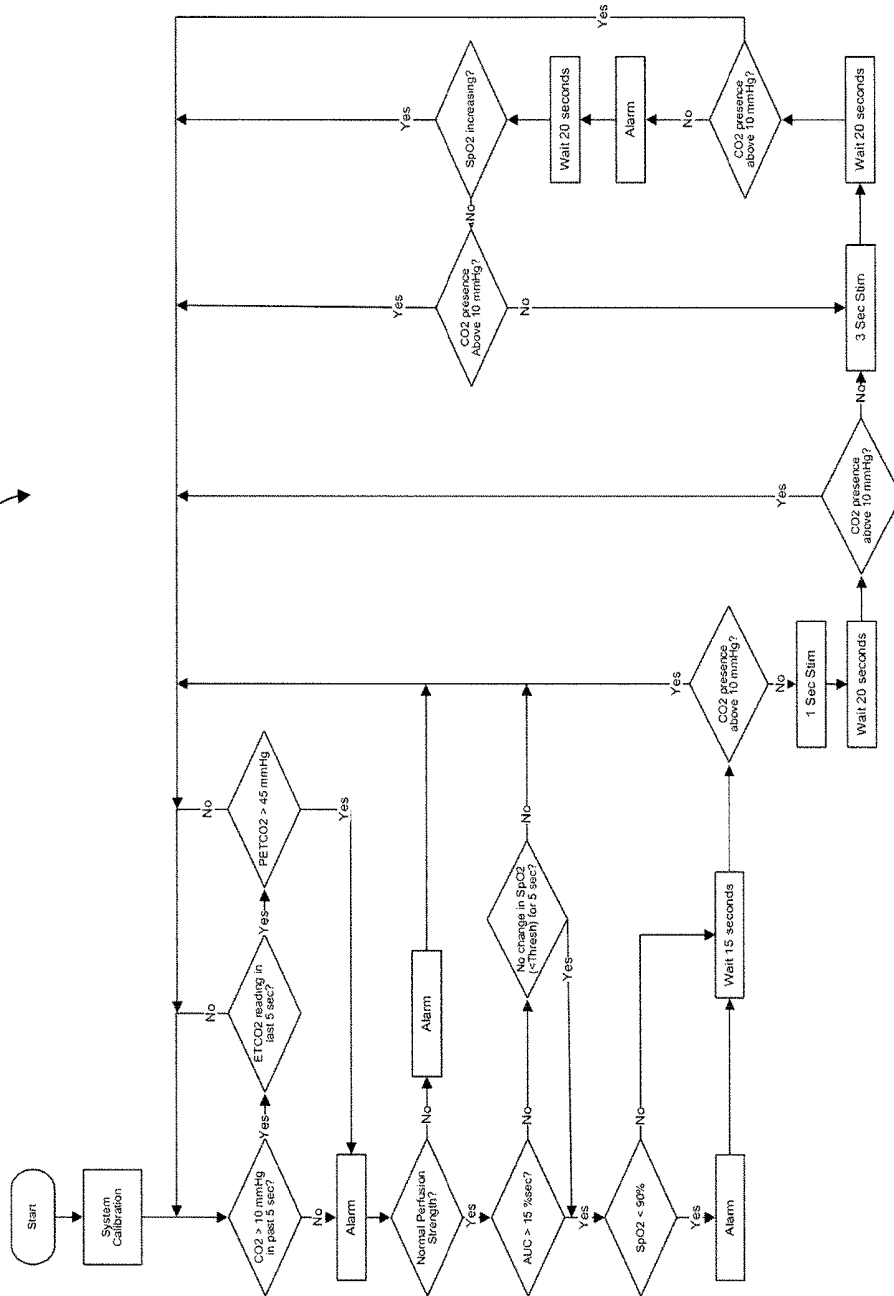 Start
System
Calibration
CO2 > 10 mmHg
in past 5 sec?
Yes
No
ETCO2 reading in
last 5 sec?
No
Yes
PETCO2 > 45 mmHg
No
Yes
Alarm
Normal Perfusion
Strength?
No
Yes
Alarm
AUC > 15 %sec?
No
Yes
No change in SpO2
(<Thresh) for 5 sec?
No
Yes
SpO2 < 90%
No
Yes
Alarm
Wait 15 seconds
CO2 presence
above 10 mmHg?
Yes
No
1 Sec Stim
Wait 20 seconds
CO2 presence
above 10 mmHg?
Yes
No
3 Sec Stim
Wait 20 seconds
CO2 presence
above 10 mmHg?
Yes
No
Alarm
Wait 20 seconds
SpO2 increasing?
Yes
No
CO2 presence
Above 10 mmHg?
Yes
No